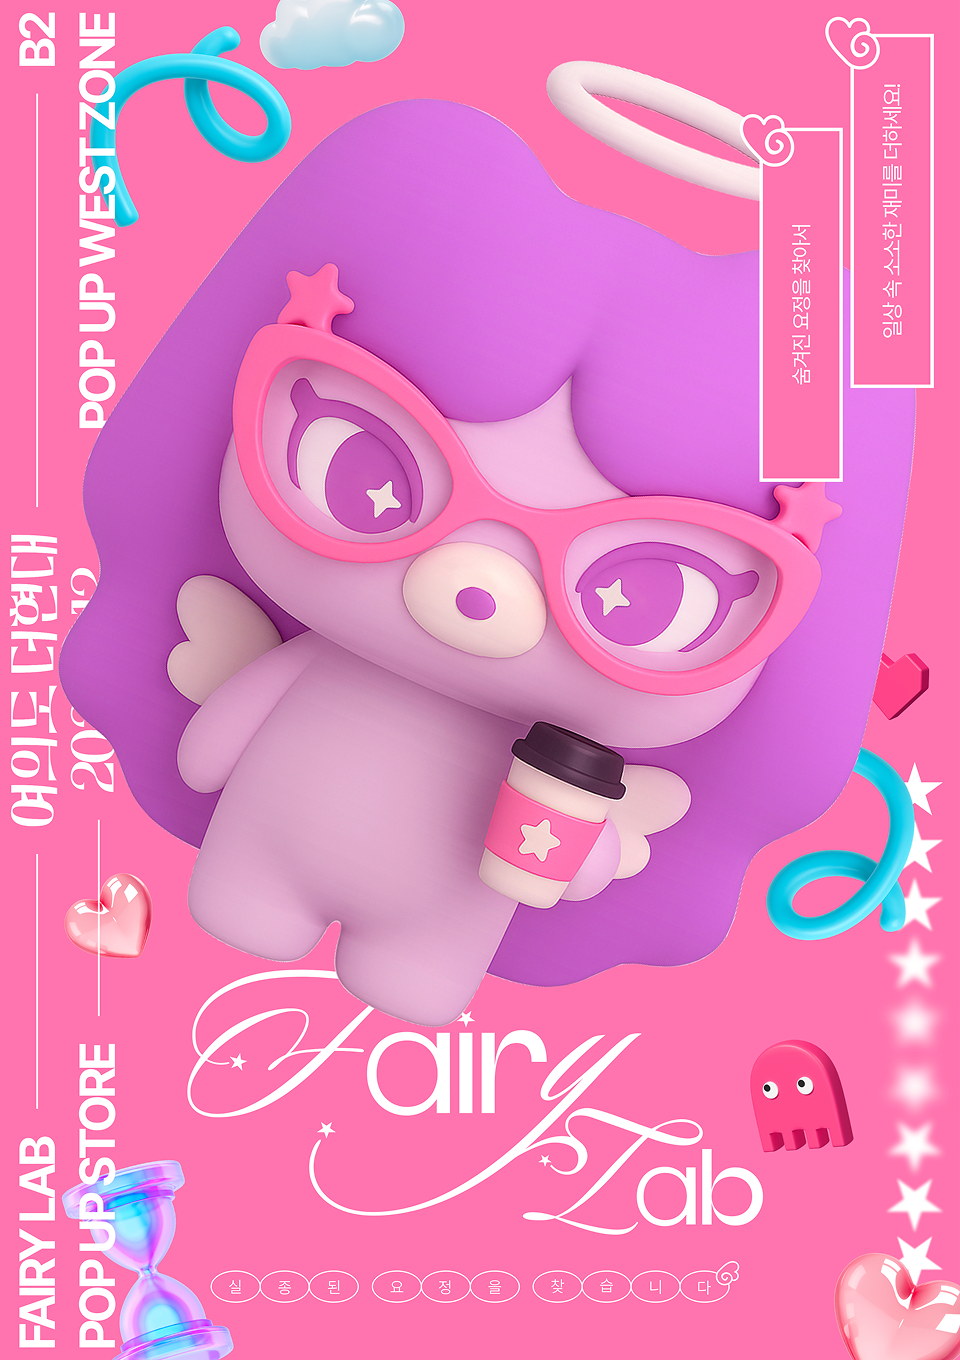 B2
POP UP WEST ZONE
여의도 더현대
FAIRY LAB
POP UP STORE
숨겨진 요정을 찾아서
일상 속 소소한 재미를 더하세요!
Fairy
Lab
실종된 요정을 찾습니다